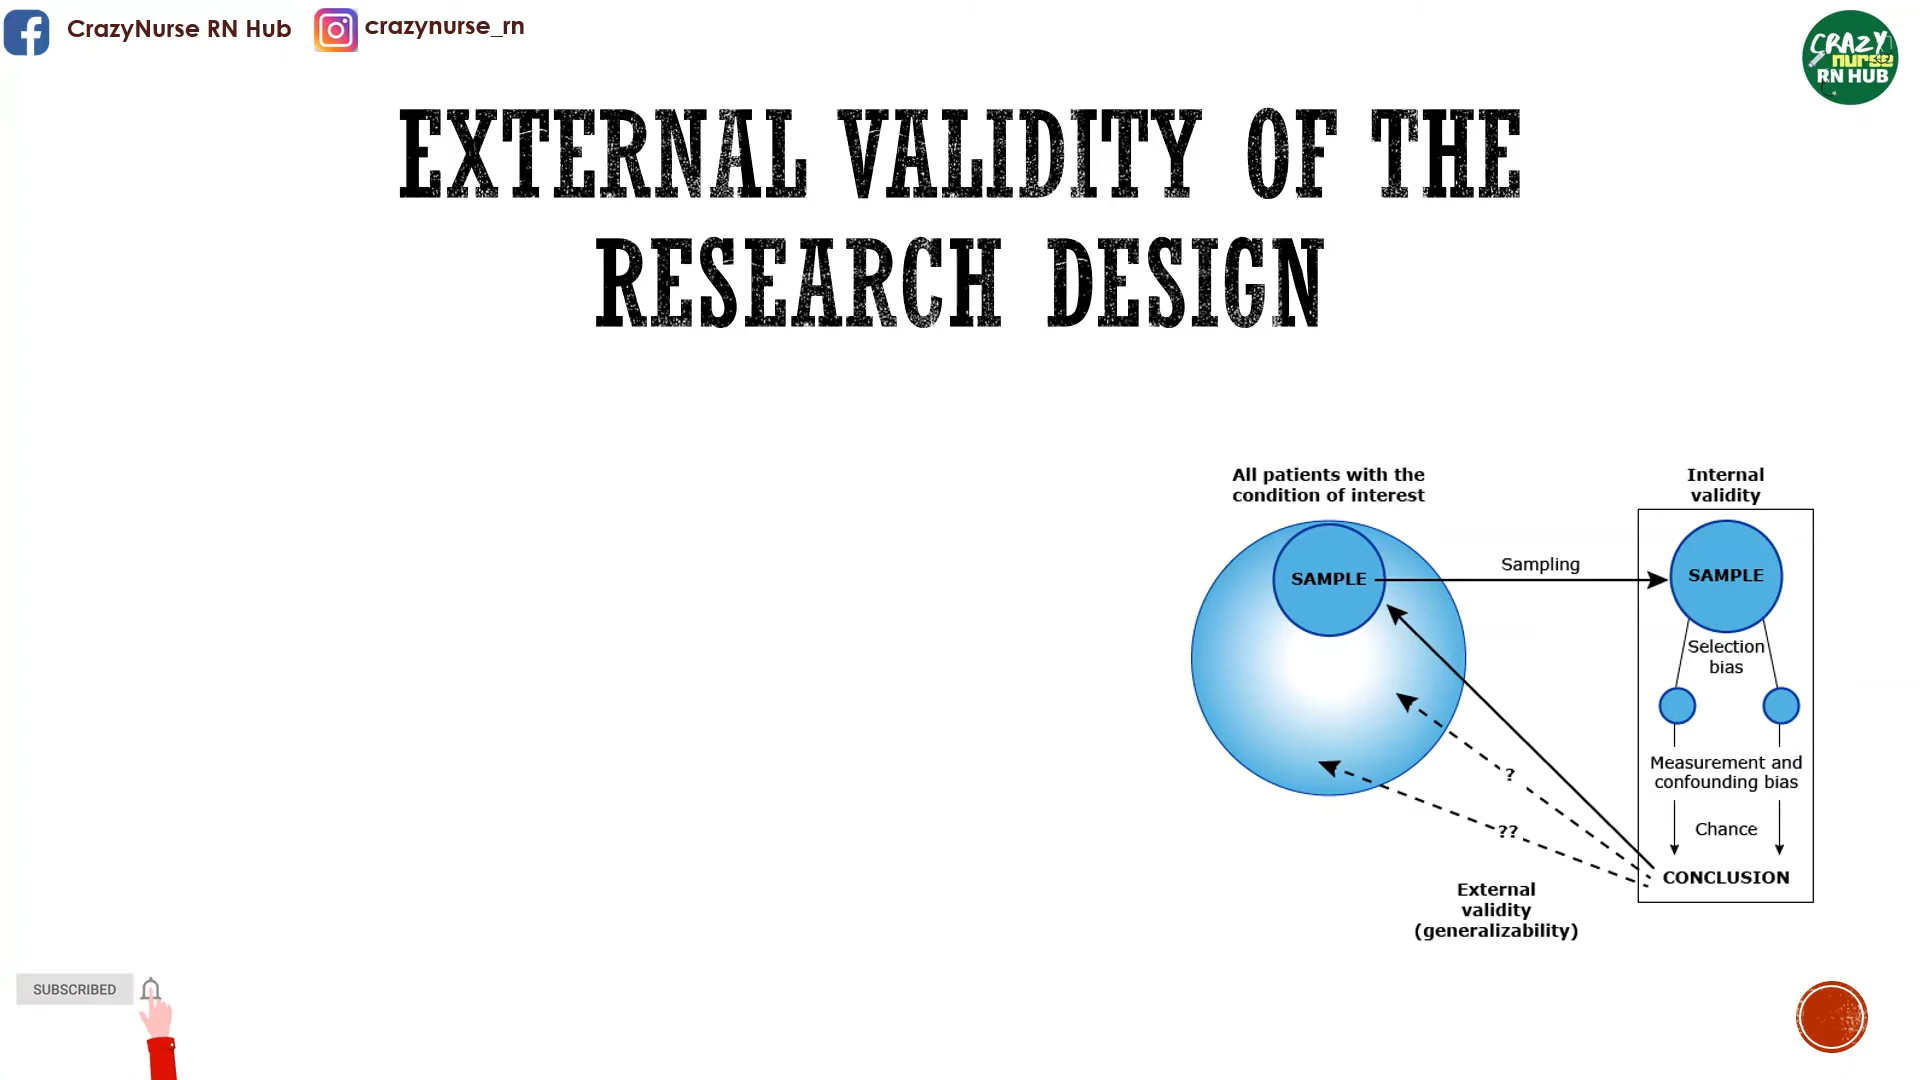 CrazyNurse RN Hub
crazynurse_rn
CRAZY
nurse
RN HUB
EXTERNAL VALIDITY OF THE
RESEARCH DESIGN
All patients with the
condition of interest
Internal
validity
SAMPLE
Sampling
SAMPLE
Selection
bias
Measurement and
confounding bias
?
??
Chance
CONCLUSION
External
validity
(generalizability)
SUBSCRIBED